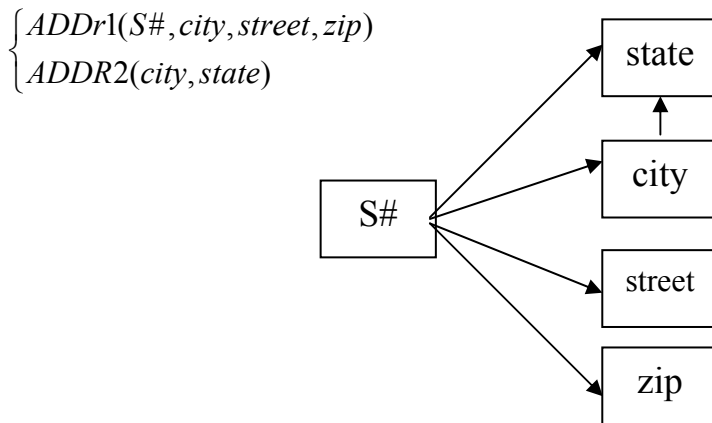 ADDr1(S#,city,street,zip)
ADDR2(city,state)
state
city
S#
street
zip